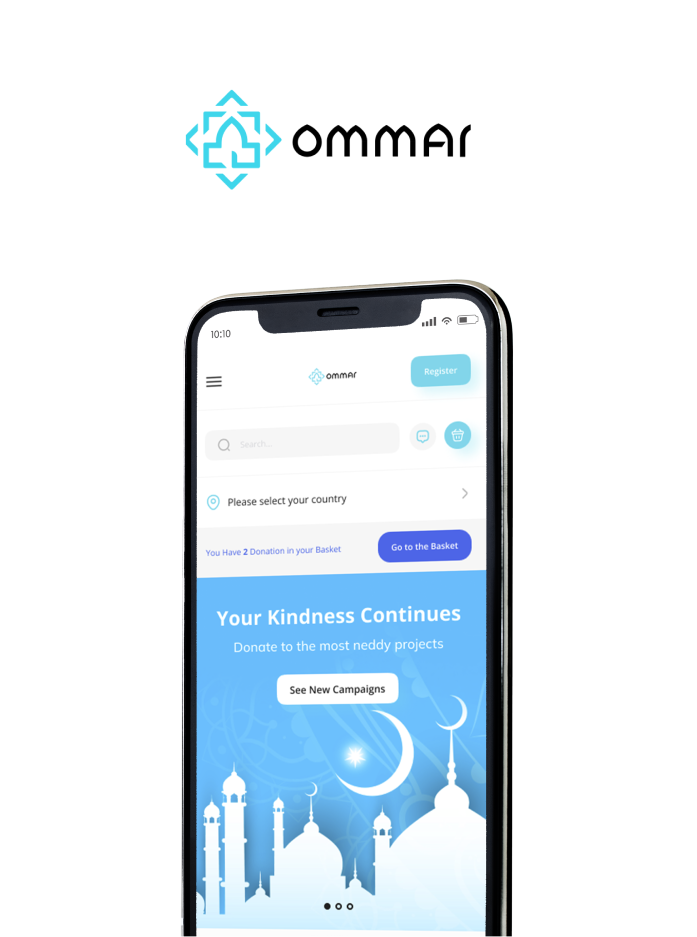 ommar
10:10
ommar
Register
Search...
Please select your country
You Have 2 Donation in your Basket
Go to the Basket
Your Kindness Continues
Donate to the most neddy projects
See New Campaigns